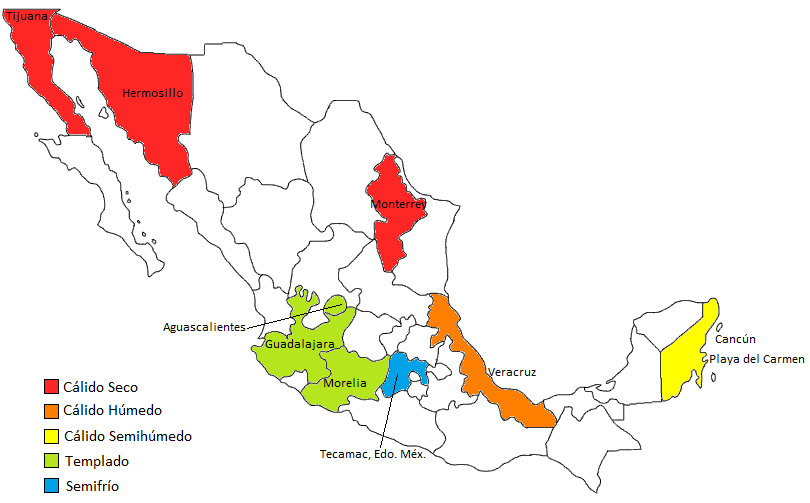 Tijuana
Hermosillo
Monterrey
Aguascalientes
Guadalajara
Cancún
Playa del Carmen
Veracruz
Morelia
Tecamac, Edo. Méx.
Cálido Seco
Cálido Húmedo
Cálido Semihúmedo
Templado
Semifrío